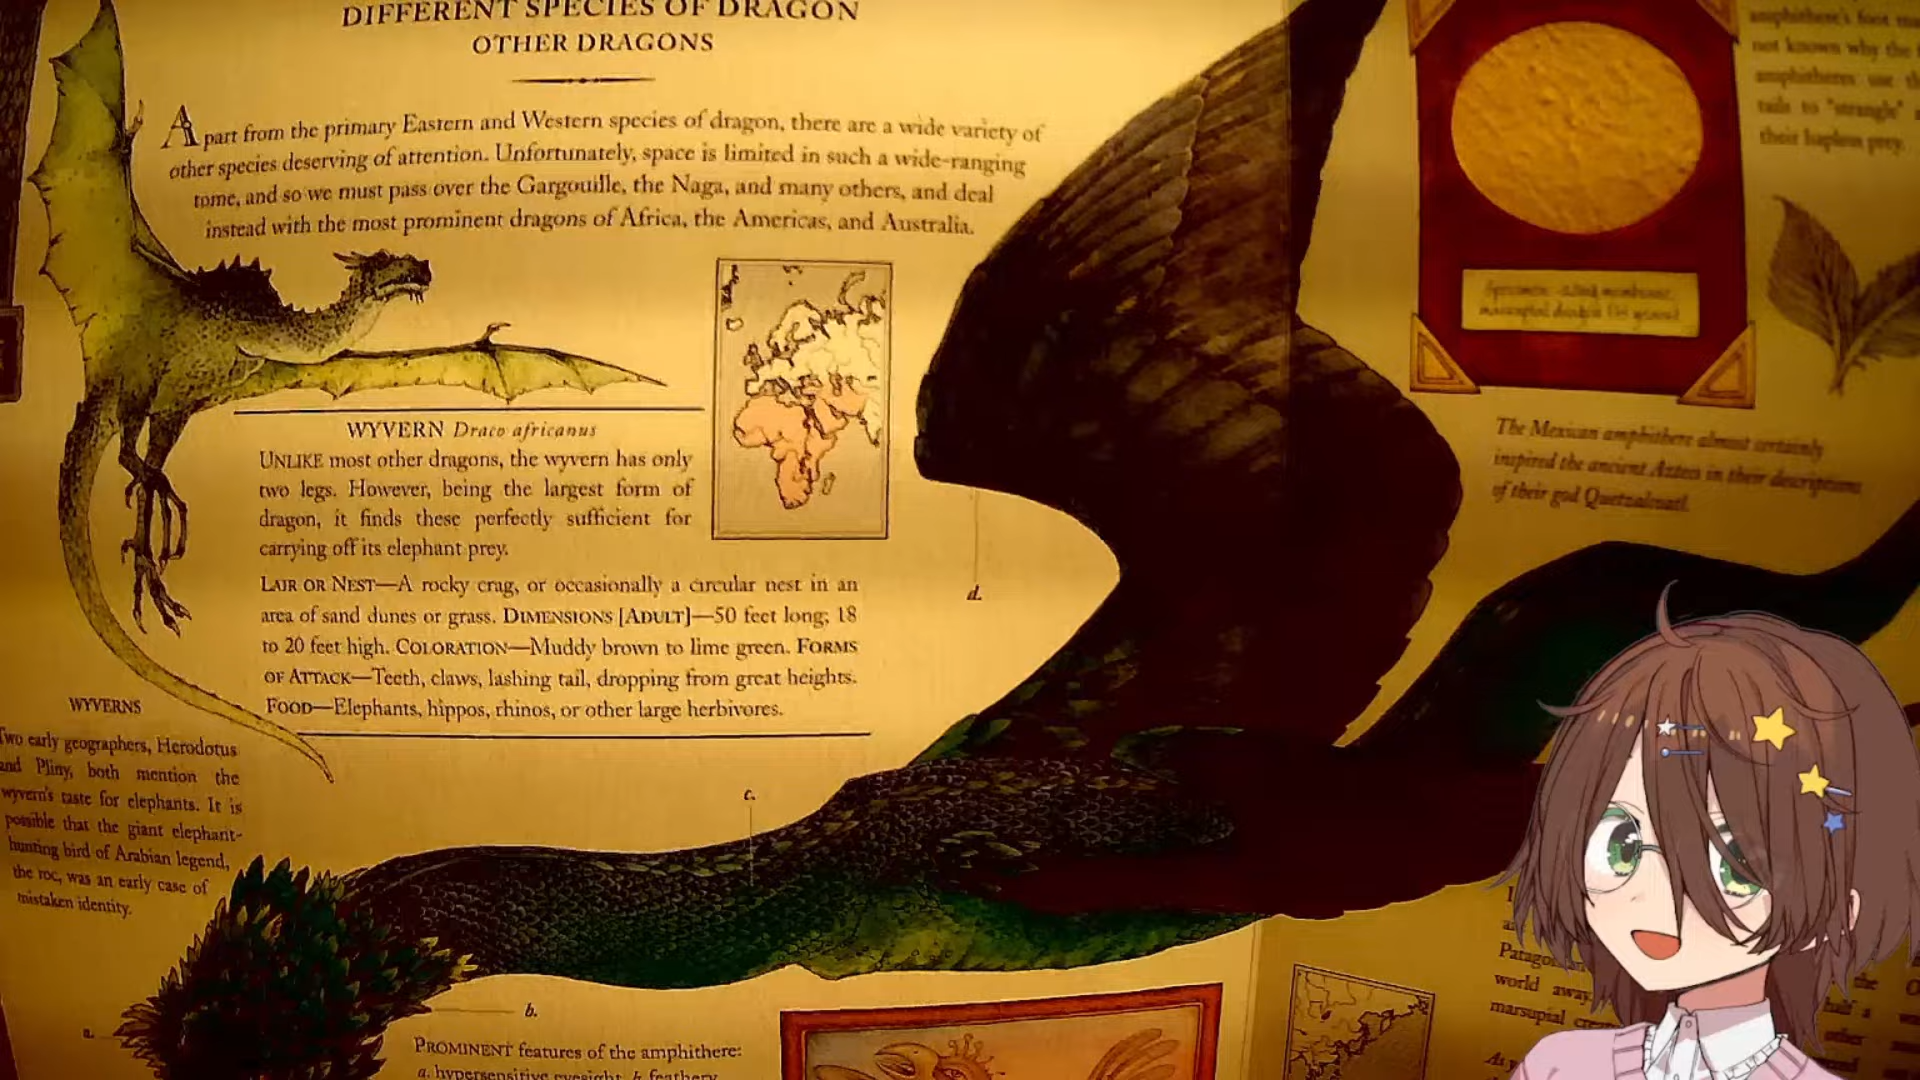 DIFFERENT SPECIES OF DRAGON
OTHER DRAGONS
Apart from the primary Eastern and Western species of dragon, there are a wide variety of
other species deserving of attention. Unfortunately, space is limited in such a wide-ranging
tome, and so we must pass over the Gargouille, the Naga, and many others, and deal
instead with the most prominent dragons of Africa, the Americas, and Australia.
WYVERN Draco africanus
UNLIKE most other dragons, the wyvern has only
two legs. However, being the largest form of
dragon, it finds these perfectly sufficient for
carrying off its elephant prey.
LAIR OR NEST—A rocky crag, or occasionally a circular nest in an
area of sand dunes or grass. DIMENSIONS [ADULT]—50 feet long; 18
to 20 feet high. COLORATION—Muddy brown to lime green. FORMS
OF ATTACK—Teeth, claws, lashing tail, dropping from great heights.
FOOD—Elephants, hippos, rhinos, or other large herbivores.
WYVERNS
Two early geographers, Herodotus
and Pliny, both mention the
wyvern's taste for elephants. It is
possible that the giant elephant-
hunting bird of Arabian legend,
the roc, was an early case of
mistaken identity.
a.
b.
c.
d.
PROMINENT features of the amphithere:
a. hypersensitive eyesight, b. feathery
amphithere's foot
not known why the
amphitheres use
tails to "strangle"
their hapless prey.
The Mexican amphithere almost certainly
inspired the ancient Aztecs in their descriptions
of their god Quetzalcoatl.
world away.
marsupial
the
half a
other